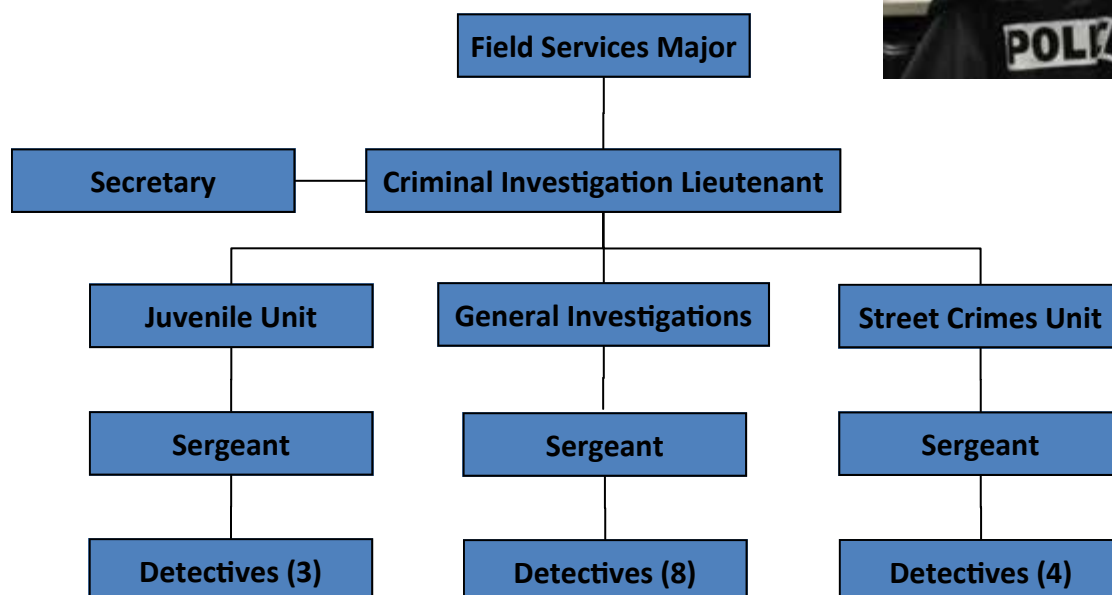 Field Services Major
Secretary
Criminal Investigation Lieutenant
Juvenile Unit
General Investigations
Street Crimes Unit
Sergeant
Sergeant
Sergeant
Detectives (3)
Detectives (8)
Detectives (4)